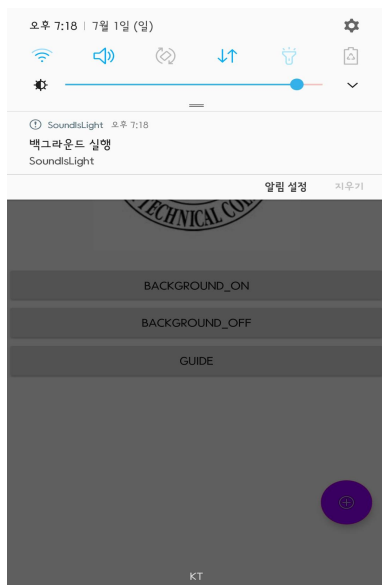 오후 7:18 | 7월 1일 (일)
SoundIsLight 오후 7:18
백그라운드 실행
SoundIsLight
알림 설정 지우기
TECHNICAL
BACKGROUND_ON
BACKGROUND_OFF
GUIDE
KT